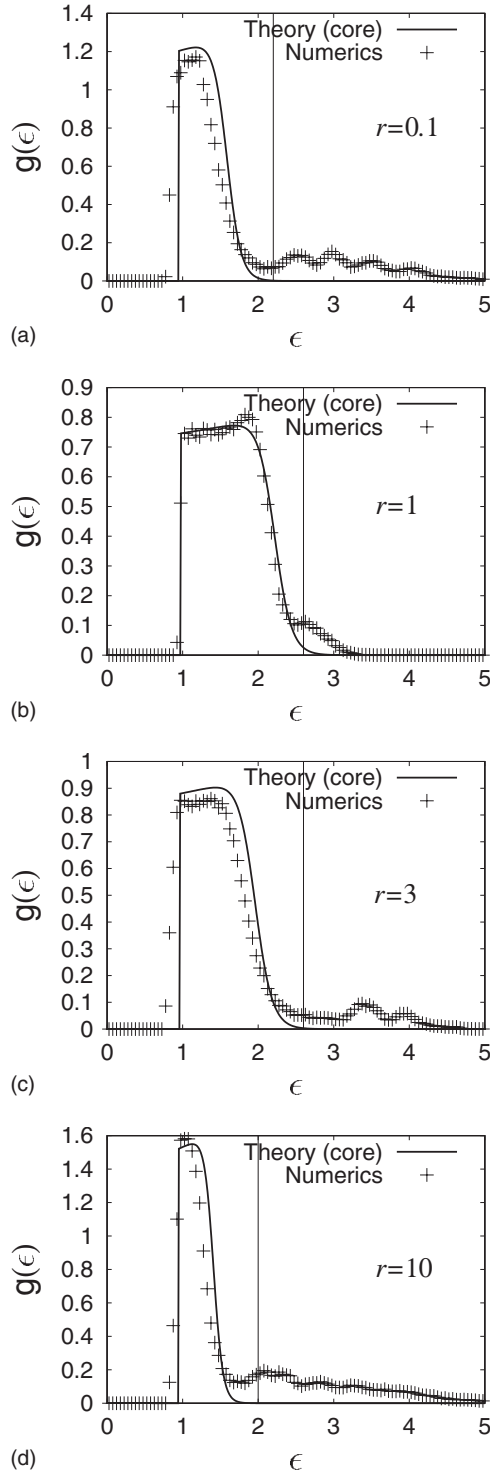 1.4
1.2
1
0.8
0.6
0.4
0.2
0
g(ϵ)
Theory (core)
Numerics
r=0.1
0 1 2 3 4 5
(a) ϵ
0.9
0.8
0.7
0.6
0.5
0.4
0.3
0.2
0.1
0
g(ϵ)
Theory (core)
Numerics
r=1
0 1 2 3 4 5
(b) ϵ
1
0.9
0.8
0.7
0.6
0.5
0.4
0.3
0.2
0.1
0
g(ϵ)
Theory (core)
Numerics
r=3
0 1 2 3 4 5
(c) ϵ
1.6
1.4
1.2
1
0.8
0.6
0.4
0.2
0
g(ϵ)
Theory (core)
Numerics
r=10
0 1 2 3 4 5
(d) ϵ